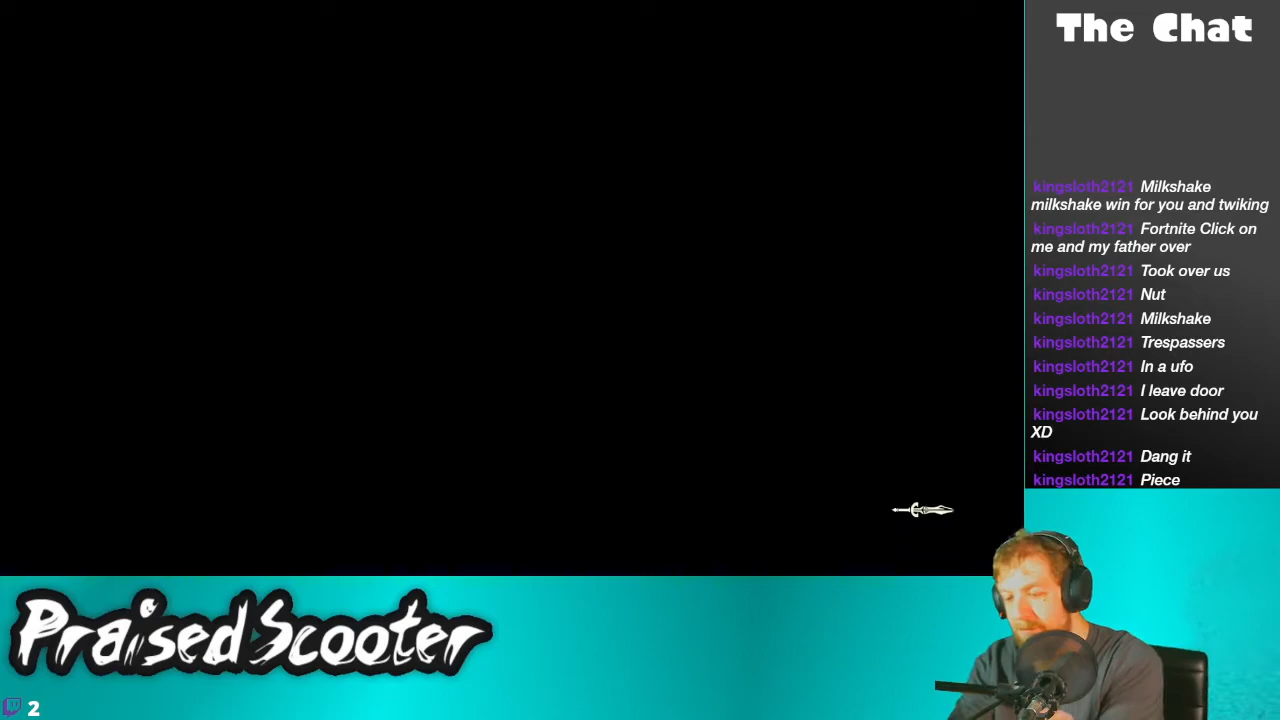 The Chat
kingsloth2121 Milkshake
milkshake win for you and twiking
kingsloth2121 Fortnite Click on
me and my father over
kingsloth2121 Took over us
kingsloth2121 Nut
kingsloth2121 Milkshake
kingsloth2121 Trespassers
kingsloth2121 In a ufo
kingsloth2121 I leave door
kingsloth2121 Look behind you
XD
kingsloth2121 Dang it
kingsloth2121 Piece
PraisedScooter
2